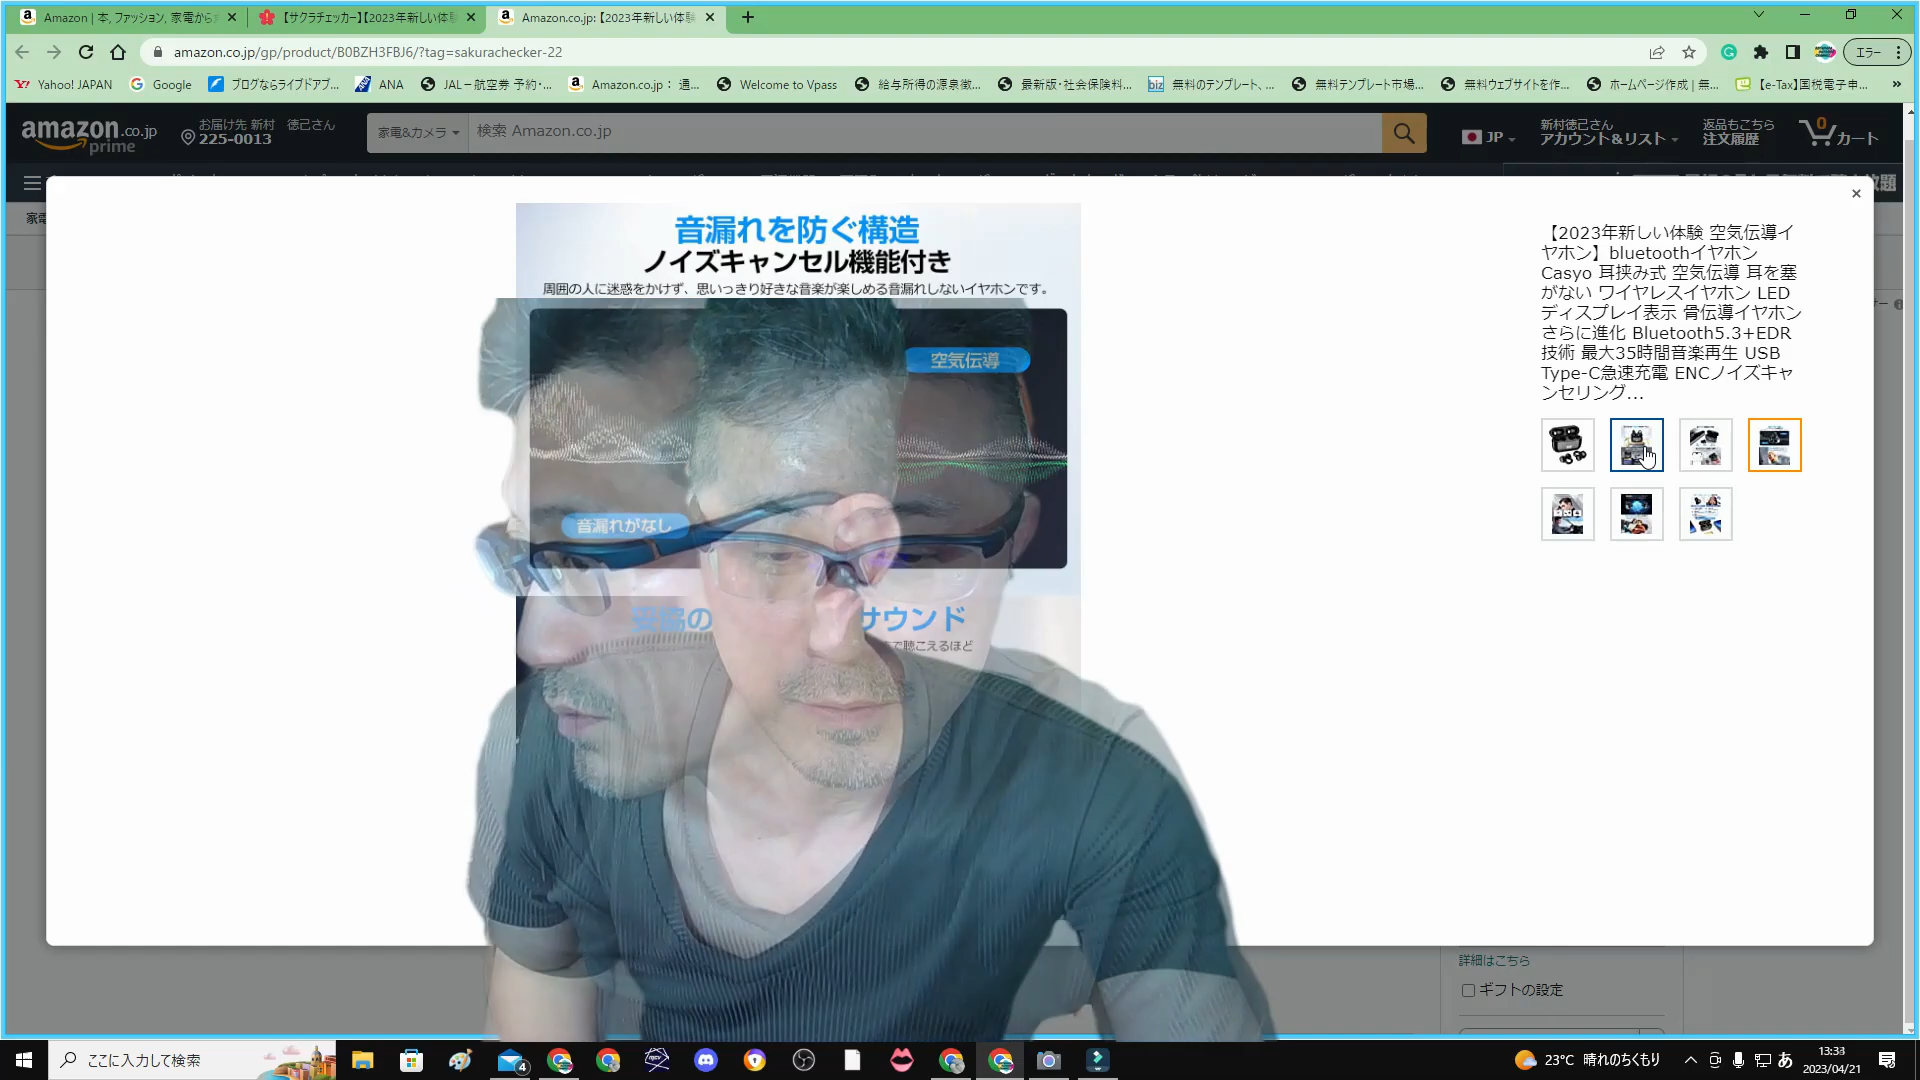 Amazon | 本, ファッション, 家電から
【サクラチェッカー】【2023年新しい体験
Amazon.co.jp: 【2023年新しい体験
amazon.co.jp/gp/product/B0BZH3FBJ6/?tag=sakurachecker-22
エラー
Yahoo! JAPAN
Google
ブログならライブドアブ...
ANA
JAL－航空券 予約・...
Amazon.co.jp： 通...
Welcome to Vpass
給与所得の源泉徴...
最新版・社会保険料...
biz 無料のテンプレート、...
無料テンプレート市場...
無料ウェブサイトを作...
ホームページ作成 | 無...
【e-Tax】国税電子申...
amazon.co.jp
prime
お届け先 新村 徳己さん
225-0013
家電&カメラ
検索 Amazon.co.jp
JP
新村徳己さん
アカウント&リスト
返品もこちら
注文履歴
0
カート
放題
家電
音漏れを防ぐ構造
ノイズキャンセル機能付き
周囲の人に迷惑をかけず、思いっきり好きな音楽が楽しめる音漏れしないイヤホンです。
空気伝導
音漏れがなし
サウンド
で聴こえるほど
【2023年新しい体験 空気伝導イ
ヤホン】bluetoothイヤホン
Casyo 耳挟み式 空気伝導 耳を塞
がない ワイヤレスイヤホン LED
ディスプレイ表示 骨伝導イヤホン
さらに進化 Bluetooth5.3+EDR
技術 最大35時間音楽再生 USB
Type-C急速充電 ENCノイズキャ
ンセリング...
詳細はこちら
ギフトの設定
ここに入力して検索
4
23°C 晴れのちくもり
あ
13:33
2023/04/21